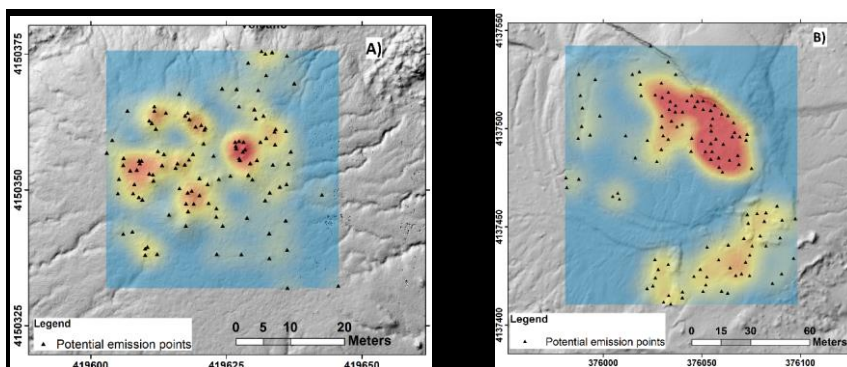 Volcano
A)
4150375
4150350
4150325
Legend
▲ Potential emission points
0 5 10 20
Meters
419600 419625 419650
B)
4137550
4137500
4137450
4137400
Legend
▲ Potential emission points
0 15 30 60
Meters
376000 376050 376100